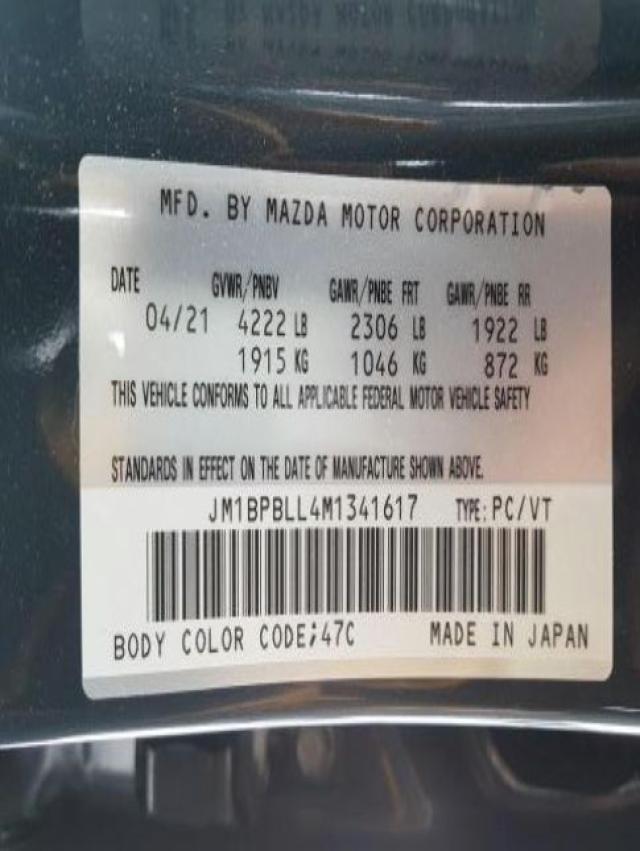 MFD. BY MAZDA MOTOR CORPORATION
DATE GVWR/PNBV GAWR/PNBE FRT GAWR/PNBE RR
04/21 4222 LB 2306 LB 1922 LB
1915 KG 1046 KG 872 KG
THIS VEHICLE CONFORMS TO ALL APPLICABLE FEDERAL MOTOR VEHICLE SAFETY
STANDARDS IN EFFECT ON THE DATE OF MANUFACTURE SHOWN ABOVE.
JM1BPBLL4M1341617 TYPE: PC/VT
BODY COLOR CODE;47C MADE IN JAPAN